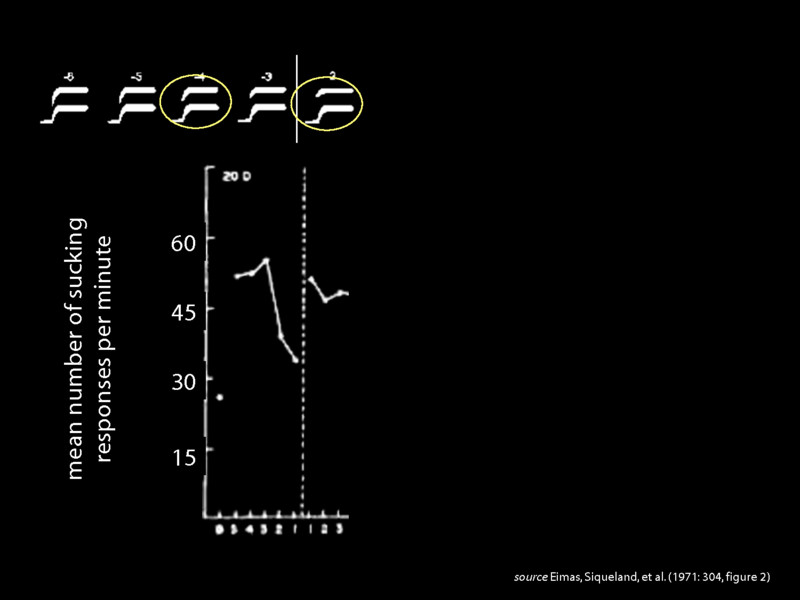 -6 -5 -4 -3 2
20 D
60
45
30
15
mean number of sucking
responses per minute
B 5 4 3 2 1 1 2 3
source Eimas, Siqueland, et al. (1971: 304, figure 2)